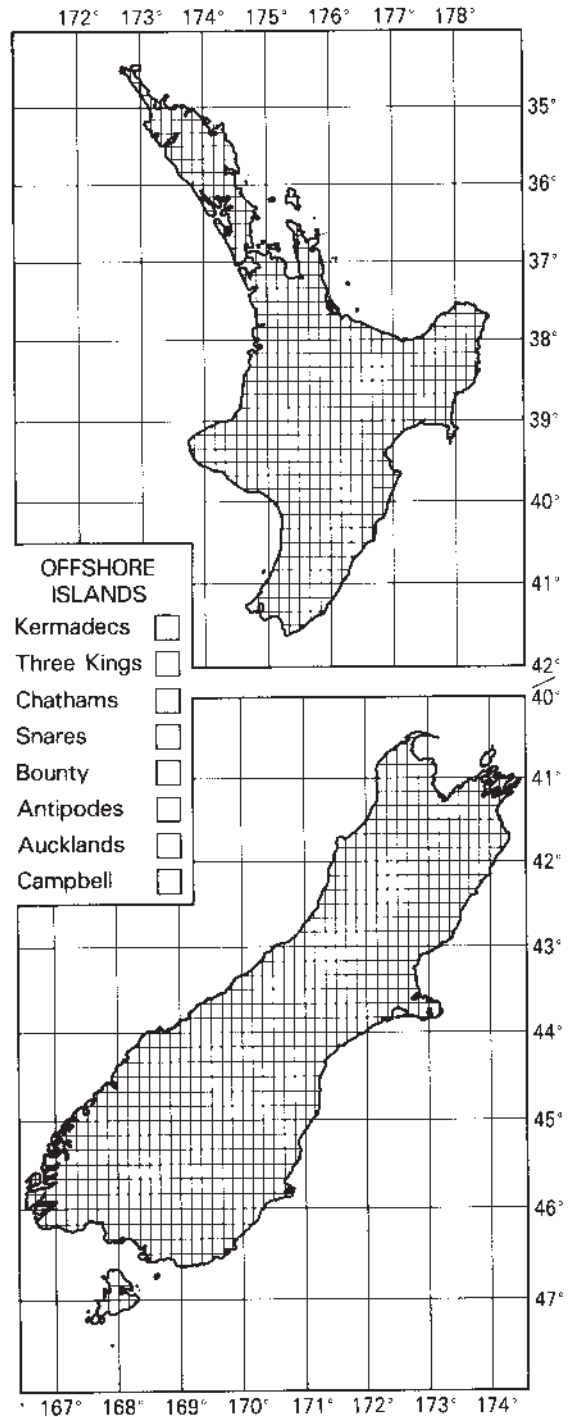 172° 173° 174° 175° 176° 177° 178°
35°
36°
37°
38°
39°
40°
41°
42°
OFFSHORE
ISLANDS
Kermadecs
Three Kings
Chathams
Snares
Bounty
Antipodes
Aucklands
Campbell
40°
41°
42°
43°
44°
45°
46°
47°
167° 168° 169° 170° 171° 172° 173° 174°